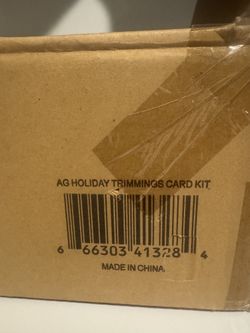 AG HOLIDAY TRIMMINGS CARD KIT
6 66303 41328 4
MADE IN CHINA.